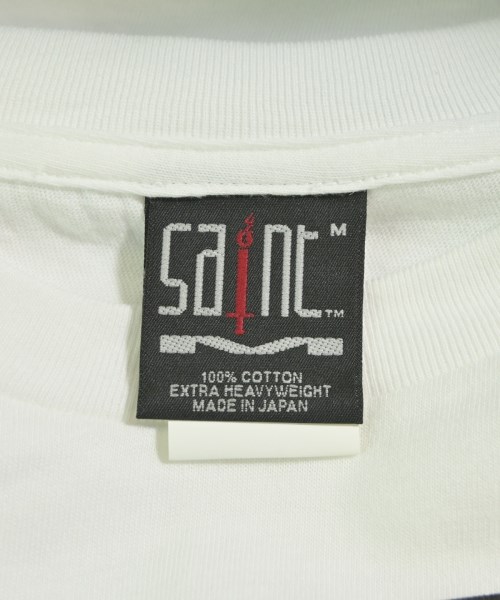 saint M
TM
100% COTTON
EXTRA HEAVYWEIGHT
MADE IN JAPAN